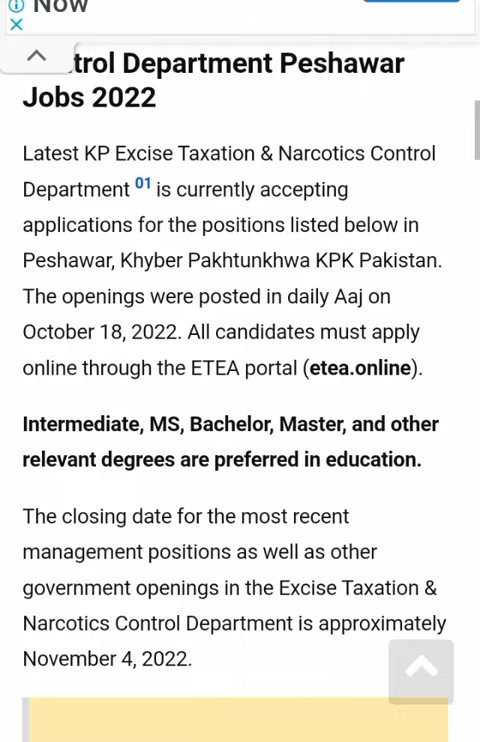 Now
trol Department Peshawar
Jobs 2022
Latest KP Excise Taxation & Narcotics Control
Department 01 is currently accepting
applications for the positions listed below in
Peshawar, Khyber Pakhtunkhwa KPK Pakistan.
The openings were posted in daily Aaj on
October 18, 2022. All candidates must apply
online through the ETEA portal (etea.online).
Intermediate, MS, Bachelor, Master, and other
relevant degrees are preferred in education.
The closing date for the most recent
management positions as well as other
government openings in the Excise Taxation &
Narcotics Control Department is approximately
November 4, 2022.